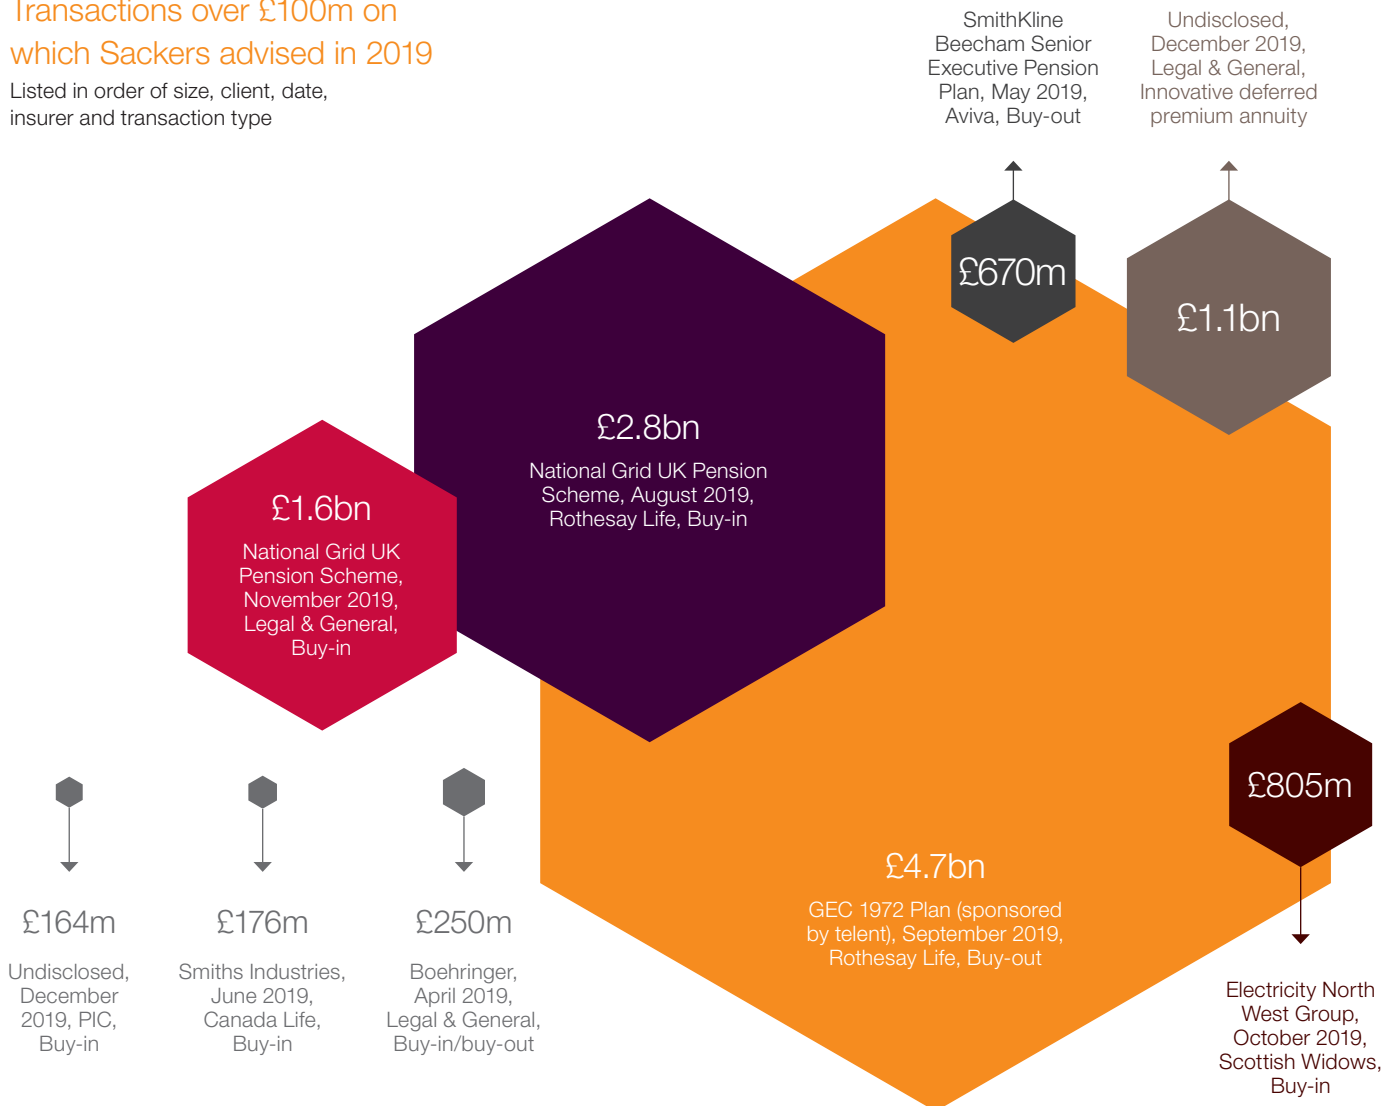 Transactions over £100m on
which Sackers advised in 2019
Listed in order of size, client, date,
insurer and transaction type
SmithKline
Beecham Senior
Executive Pension
Plan, May 2019,
Aviva, Buy-out
Undisclosed,
December 2019,
Legal & General,
Innovative deferred
premium annuity
£670m
£1.1bn
£2.8bn
National Grid UK Pension
Scheme, August 2019,
Rothesay Life, Buy-in
£1.6bn
National Grid UK
Pension Scheme,
November 2019,
Legal & General,
Buy-in
£805m
Electricity North
West Group,
October 2019,
Scottish Widows,
Buy-in
£4.7bn
GEC 1972 Plan (sponsored
by telent), September 2019,
Rothesay Life, Buy-out
£164m
Undisclosed,
December
2019, PIC,
Buy-in
£176m
Smiths Industries,
June 2019,
Canada Life,
Buy-in
£250m
Boehringer,
April 2019,
Legal & General,
Buy-in/buy-out